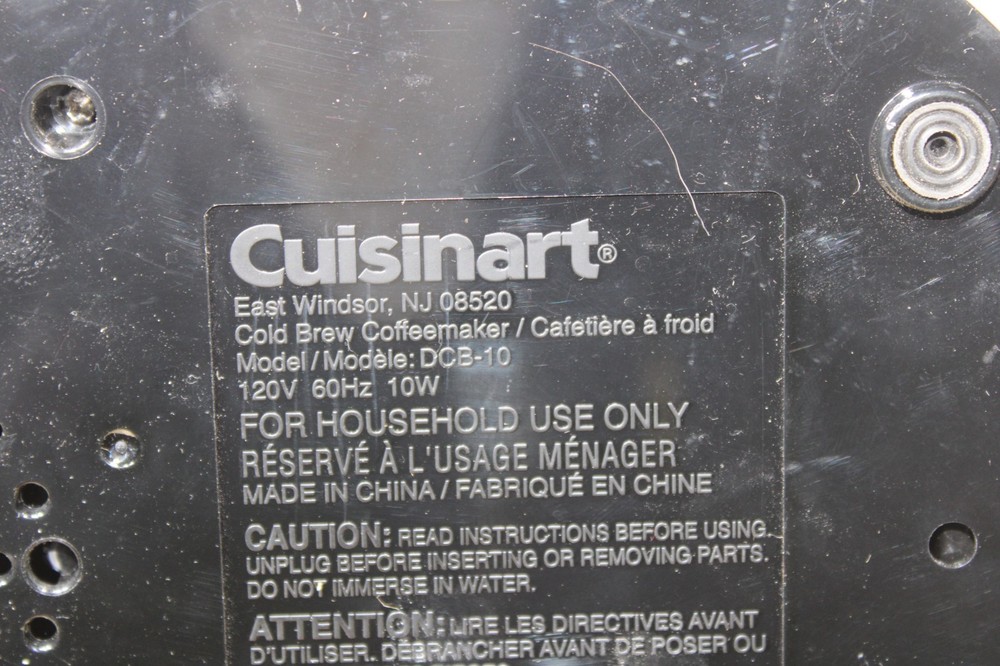 Cuisinart®
East Windsor, NJ 08520
Cold Brew Coffeemaker / Cafetière à froid
Model / Modèle: DCB-10
120V 60Hz 10W
FOR HOUSEHOLD USE ONLY
RÉSERVÉ À L'USAGE MÉNAGER
MADE IN CHINA / FABRIQUÉ EN CHINE
CAUTION: READ INSTRUCTIONS BEFORE USING.
UNPLUG BEFORE INSERTING OR REMOVING PARTS.
DO NOT IMMERSE IN WATER.
ATTENTION: LIRE LES DIRECTIVES AVANT
D'UTILISER. DÉBRANCHER AVANT DE POSER OU